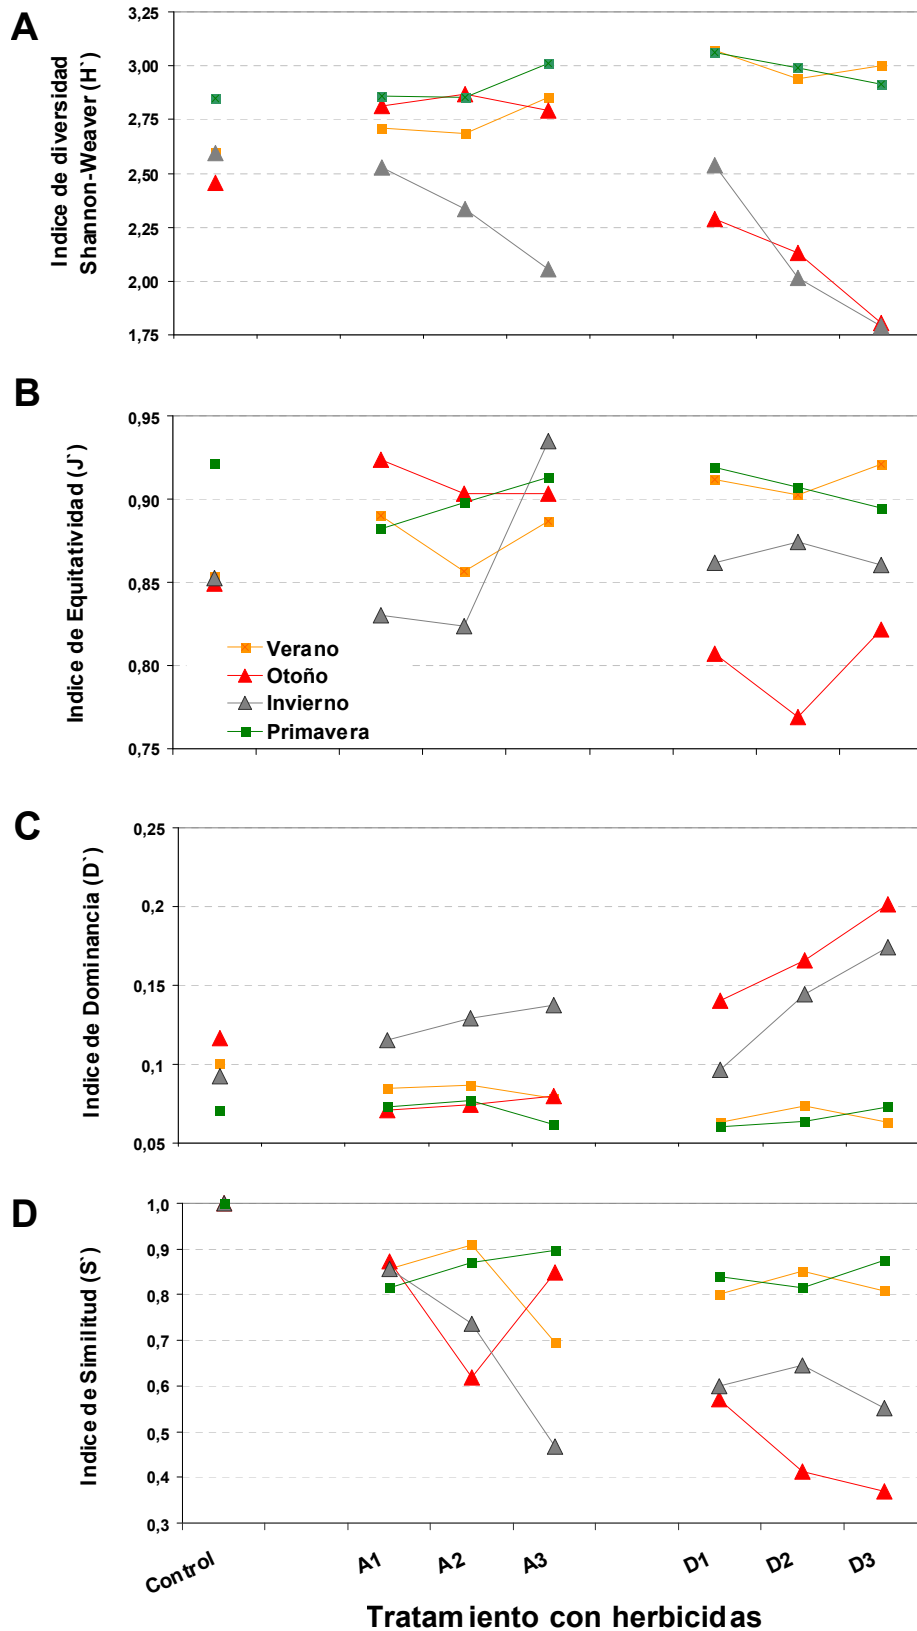 A
Indice de diversidad
Shannon-Weaver (H`)
3,25
3,00
2,75
2,50
2,25
2,00
1,75
B
Indice de Equitatividad (J`)
0,95
0,90
0,85
0,80
0,75
Verano
Otoño
Invierno
Primavera
C
Indice de Dominancia (D`)
0,25
0,2
0,15
0,1
0,05
D
Indice de Similitud (S`)
1,0
0,9
0,8
0,7
0,6
0,5
0,4
0,3
Control
A1
A2
A3
D1
D2
D3
Tratamiento con herbicidas